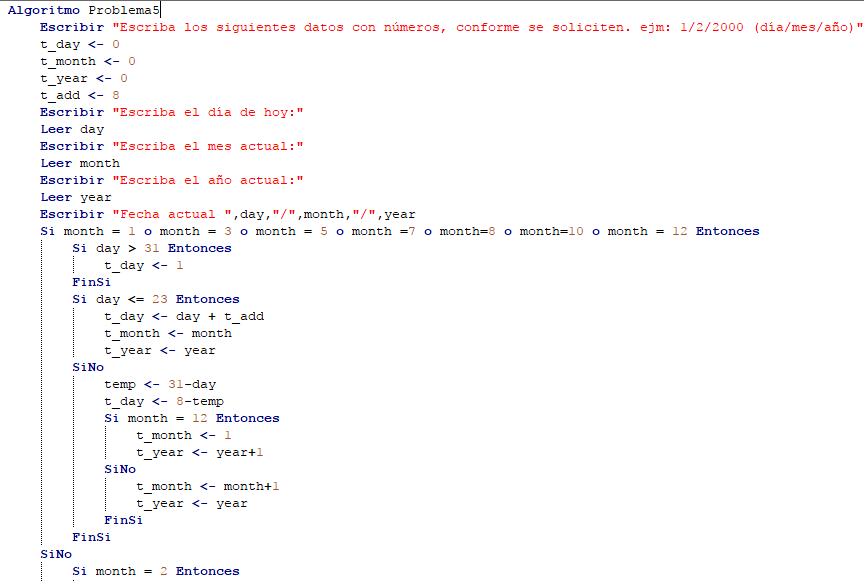 Algoritmo Problema5
Escribir "Escriba los siguientes datos con números, conforme se soliciten. ejm: 1/2/2000 (día/mes/año)"
t_day <- 0
t_month <- 0
t_year <- 0
t_add <- 8
Escribir "Escriba el día de hoy:"
Leer day
Escribir "Escriba el mes actual:"
Leer month
Escribir "Escriba el año actual:"
Leer year
Escribir "Fecha actual ",day,"/",month,"/",year
Si month = 1 o month = 3 o month = 5 o month =7 o month=8 o month=10 o month = 12 Entonces
Si day > 31 Entonces
t_day <- 1
FinSi
Si day <= 23 Entonces
t_day <- day + t_add
t_month <- month
t_year <- year
SiNo
temp <- 31-day
t_day <- 8-temp
Si month = 12 Entonces
t_month <- 1
t_year <- year+1
SiNo
t_month <- month+1
t_year <- year
FinSi
FinSi
SiNo
Si month = 2 Entonces